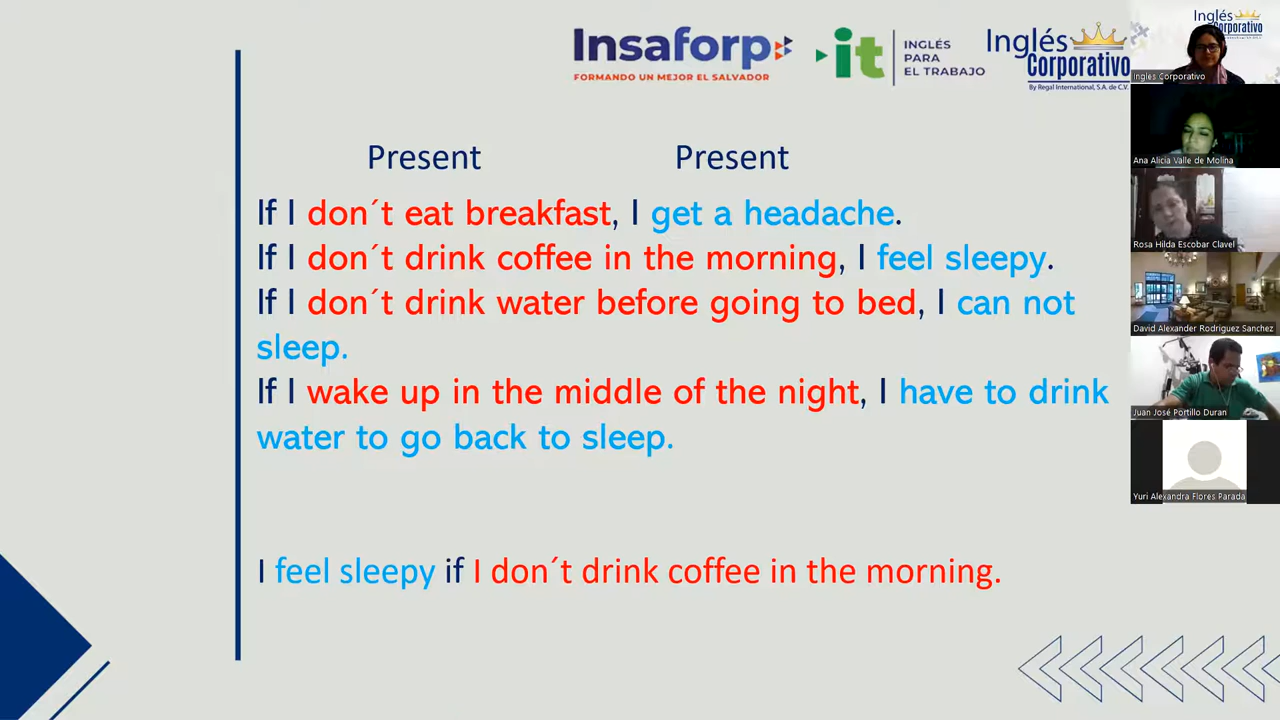 Insaforp
FORMANDO UN MEJOR EL SALVADOR
it
INGLÉS
PARA
EL TRABAJO
Inglés
Corporativo
By Regal International, S.A. de C.V.
Inglés
Corporativo
Ingles Corporativo
Ana Alicia Valle de Molina
Rosa Hilda Escobar Clavel
David Alexander Rodriguez Sanchez
Juan José Portillo Duran
Yuri Alexandra Flores Parada
Present Present
If I don´t eat breakfast, I get a headache.
If I don´t drink coffee in the morning, I feel sleepy.
If I don´t drink water before going to bed, I can not
sleep.
If I wake up in the middle of the night, I have to drink
water to go back to sleep.
I feel sleepy if I don´t drink coffee in the morning.